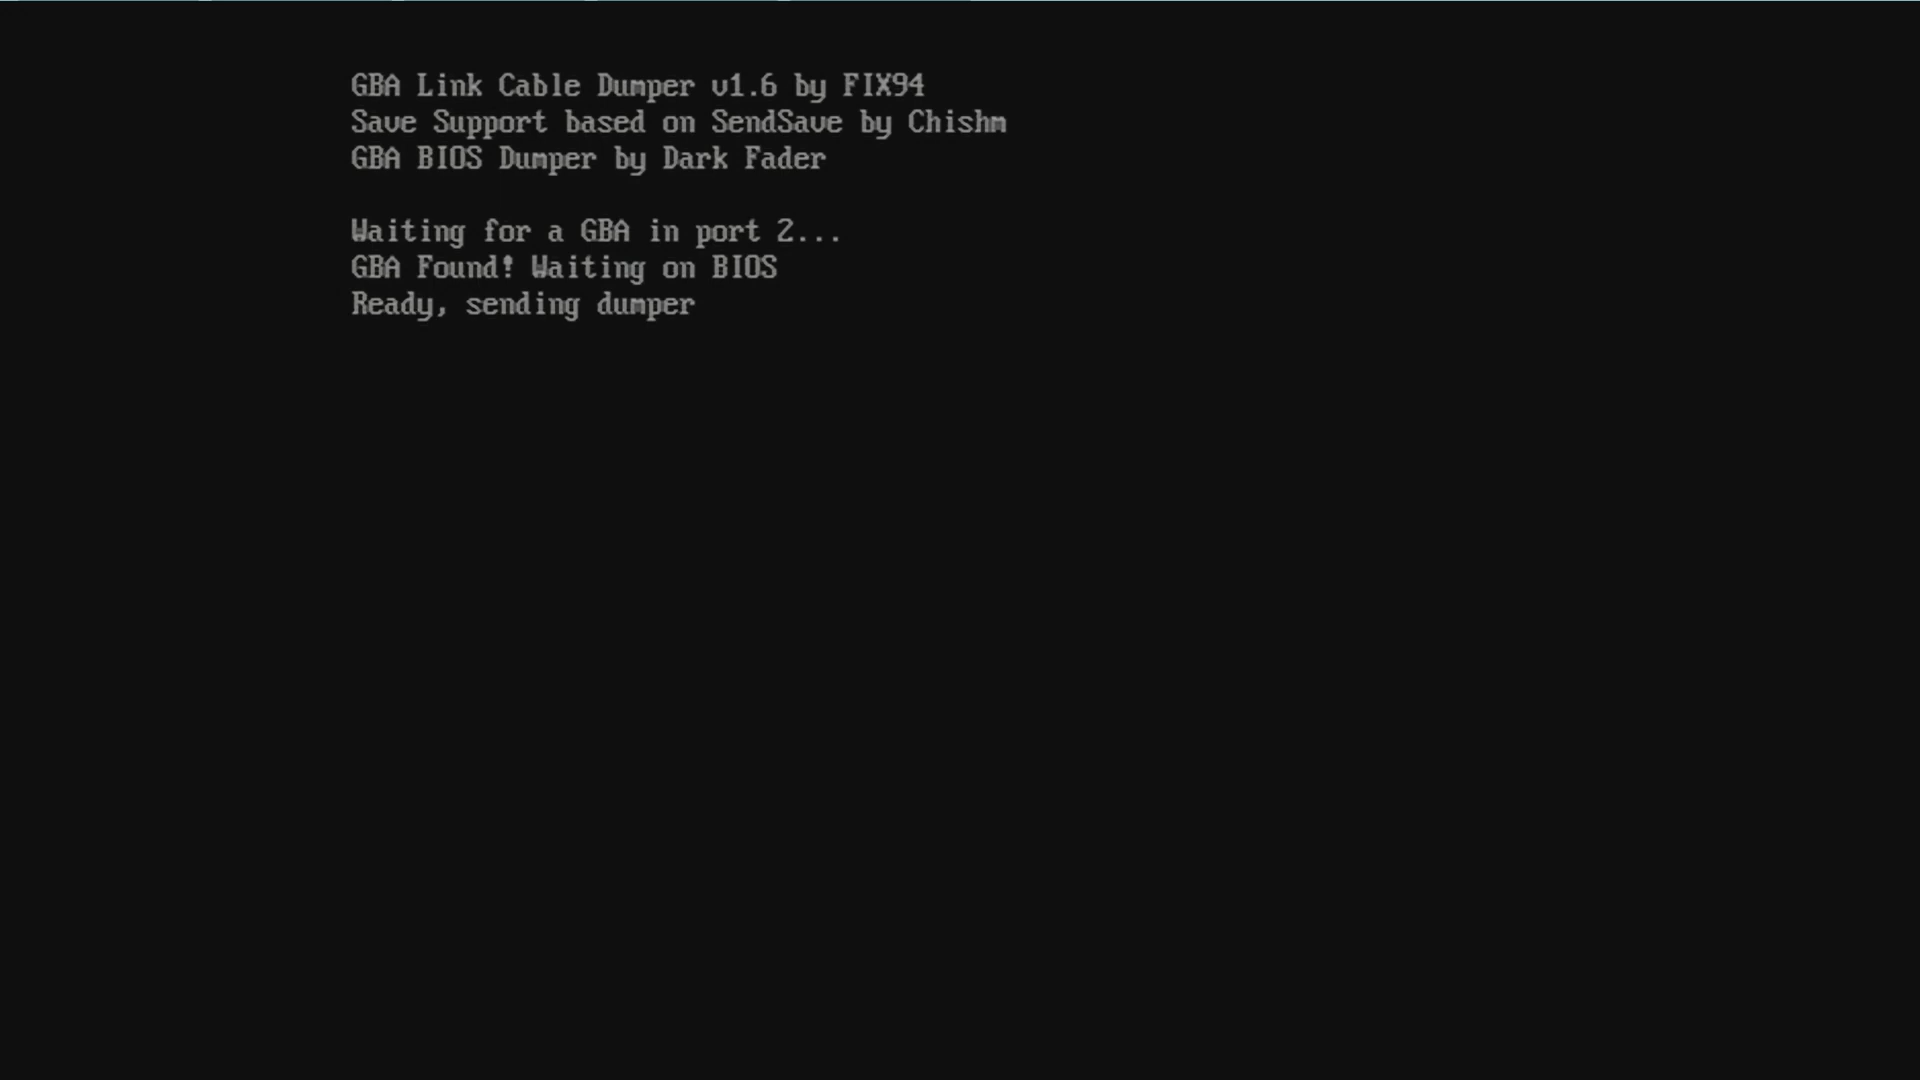 GBA Link Cable Dumper v1.6 by FIX94
Save Support based on SendSave by Chishm
GBA BIOS Dumper by Dark Fader
Waiting for a GBA in port 2...
GBA Found! Waiting on BIOS
Ready, sending dumper